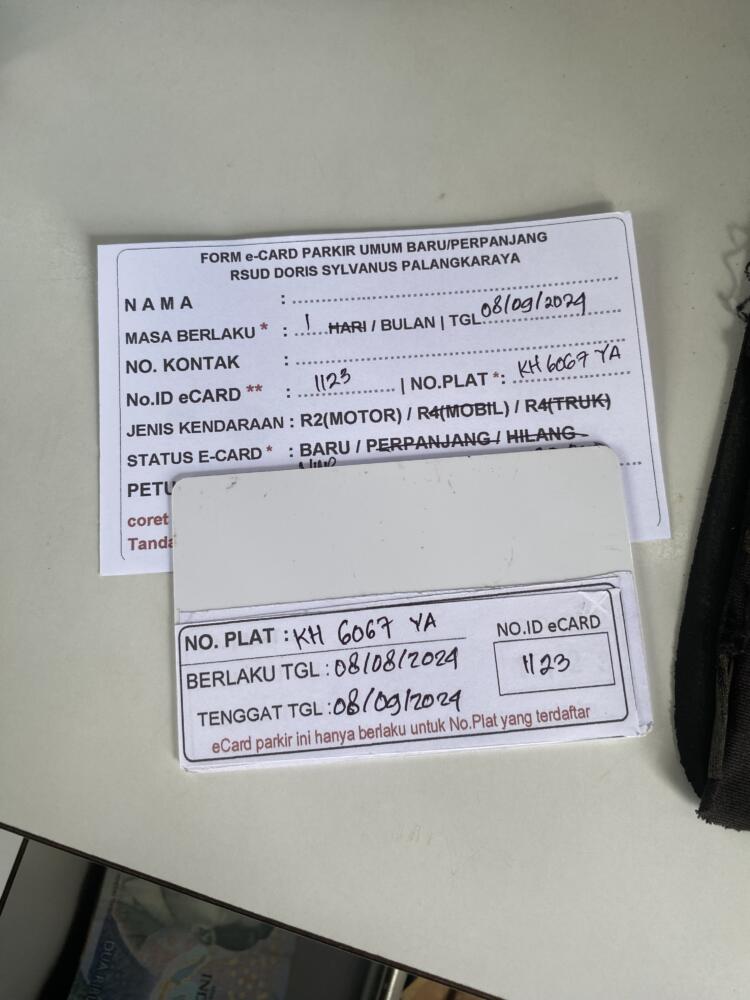 FORM e-CARD PARKIR UMUM BARU/PERPANJANG
RSUD DORIS SYLVANUS PALANGKARAYA
NAMA :
MASA BERLAKU * : 1 HARI / BULAN | TGL 08/09/2024
NO. KONTAK :
No.ID eCARD ** : 1123 | NO.PLAT *: KH 6067 YA
JENIS KENDARAAN : R2(MOTOR) / R4(MOBIL) / R4(TRUK)
STATUS E-CARD * : BARU / PERPANJANG / HILANG
PETU
coret
Tanda
NO. PLAT : KH 6067 YA
NO.ID eCARD
BERLAKU TGL : 08/08/2024
1123
TENGGAT TGL : 08/09/2024
eCard parkir ini hanya berlaku untuk No.Plat yang terdaftar